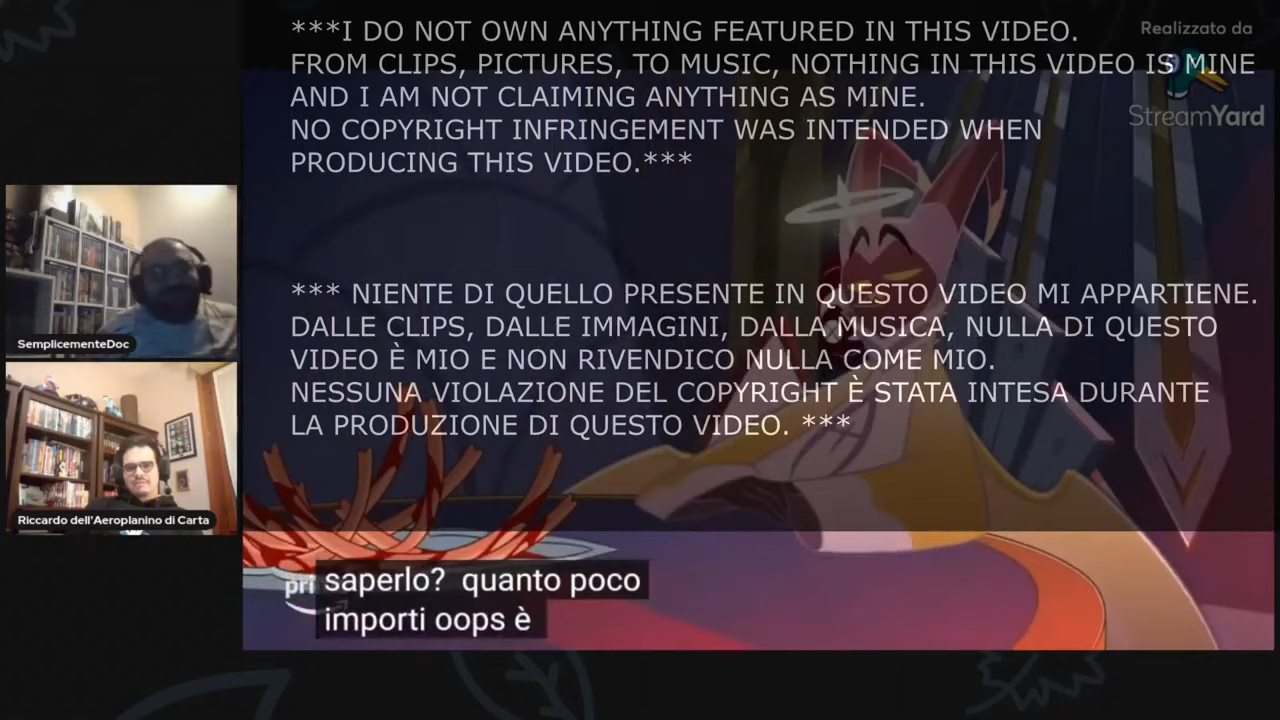 ***I DO NOT OWN ANYTHING FEATURED IN THIS VIDEO.
FROM CLIPS, PICTURES, TO MUSIC, NOTHING IN THIS VIDEO IS MINE
AND I AM NOT CLAIMING ANYTHING AS MINE.
NO COPYRIGHT INFRINGEMENT WAS INTENDED WHEN
PRODUCING THIS VIDEO.***
Realizzato da
StreamYard
*** NIENTE DI QUELLO PRESENTE IN QUESTO VIDEO MI APPARTIENE.
DALLE CLIPS, DALLE IMMAGINI, DALLA MUSICA, NULLA DI QUESTO
VIDEO È MIO E NON RIVENDICO NULLA COME MIO.
NESSUNA VIOLAZIONE DEL COPYRIGHT È STATA INTESA DURANTE
LA PRODUZIONE DI QUESTO VIDEO. ***
SemplicementeDoc
Riccardo dell'Aeroplanino di Carta
pri
saperlo? quanto poco
importi oops è